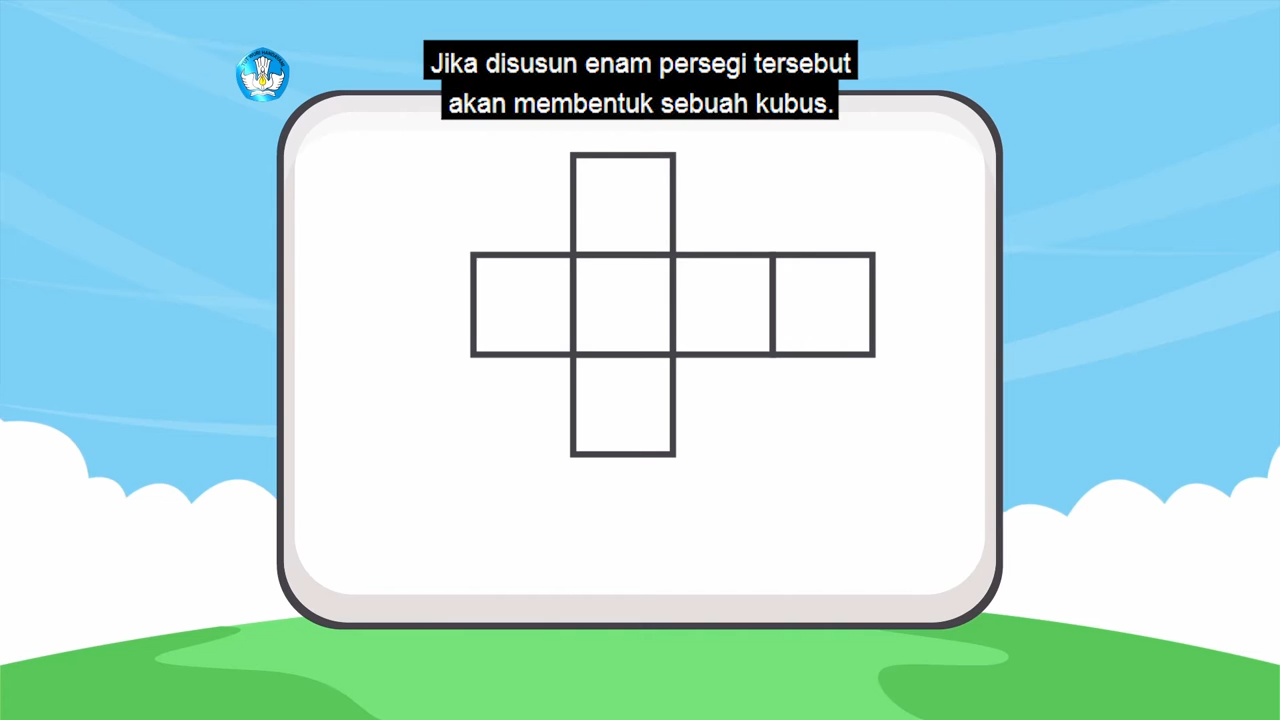 Jika disusun enam persegi tersebut
akan membentuk sebuah kubus.